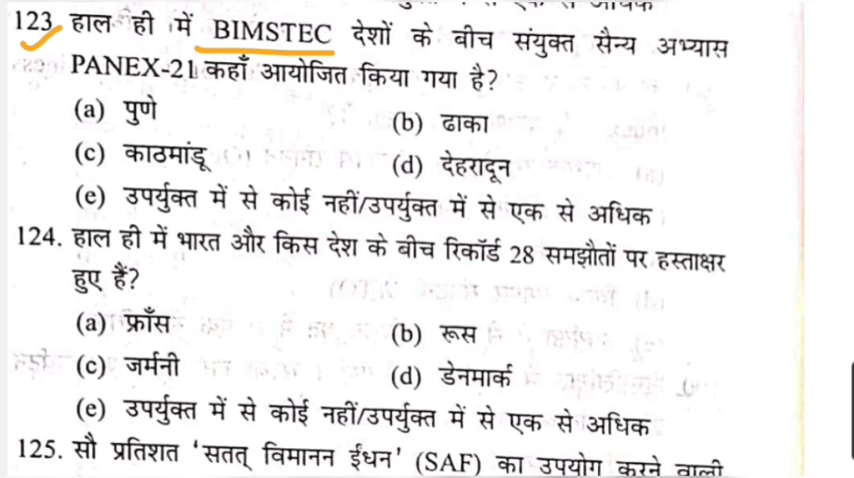 123. हाल ही में BIMSTEC देशों के बीच संयुक्त सैन्य अभ्यास
PANEX-21 कहाँ आयोजित किया गया है?
(a) पुणे (b) ढाका
(c) काठमांडू (d) देहरादून
(e) उपर्युक्त में से कोई नहीं/उपर्युक्त में से एक से अधिक
124. हाल ही में भारत और किस देश के बीच रिकॉर्ड 28 समझौतों पर हस्ताक्षर
हुए हैं?
(a) फ्राँस (b) रूस
(c) जर्मनी (d) डेनमार्क
(e) उपर्युक्त में से कोई नहीं/उपर्युक्त में से एक से अधिक
125. सौ प्रतिशत 'सतत् विमानन ईंधन' (SAF) का उपयोग करने वाली